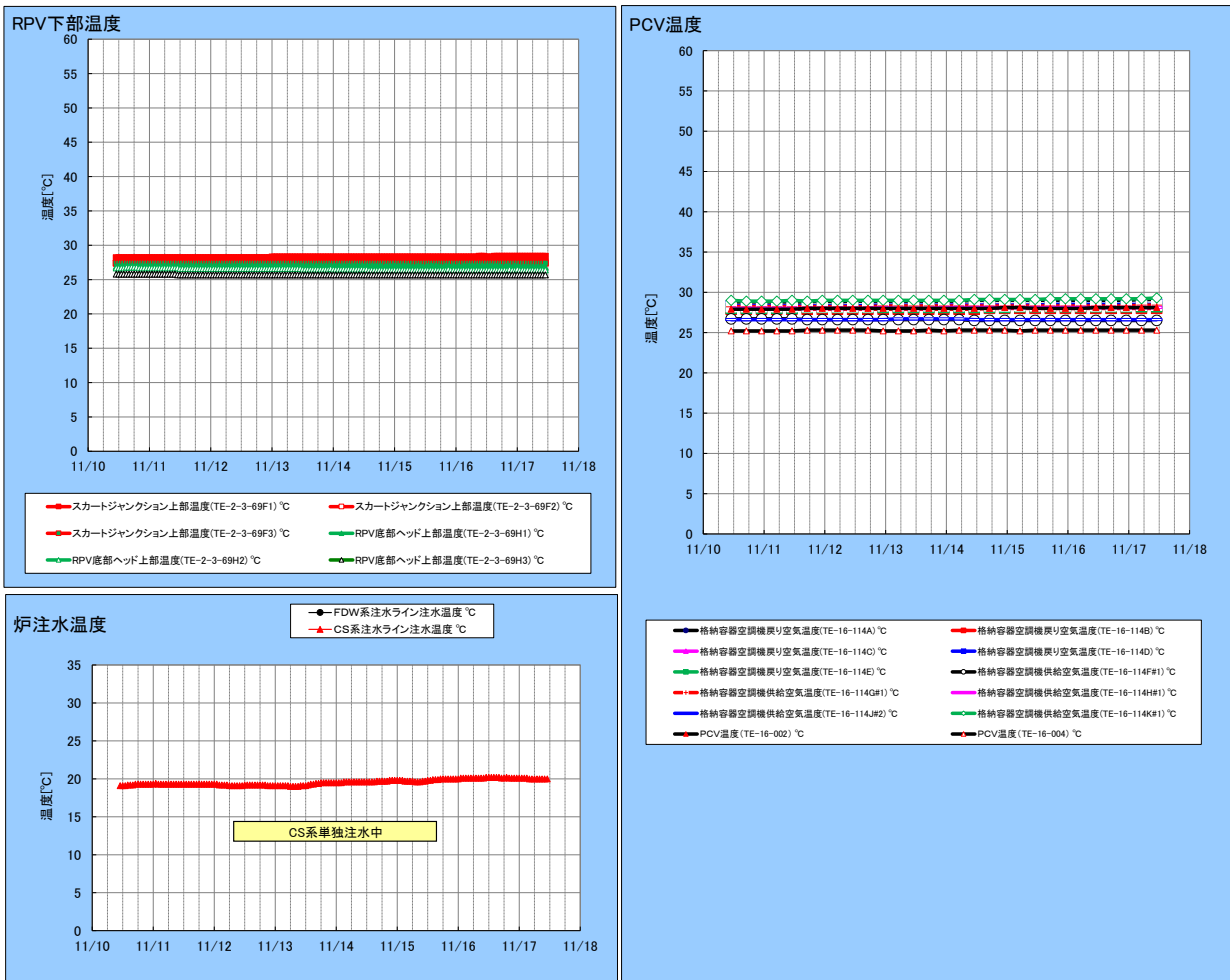 RPV下部温度
60
55
50
45
40
35
30
25
20
15
10
5
0
温度[℃]
11/10 11/11 11/12 11/13 11/14 11/15 11/16 11/17 11/18
スカートジャンクション上部温度(TE-2-3-69F1) ℃ スカートジャンクション上部温度(TE-2-3-69F2) ℃
スカートジャンクション上部温度(TE-2-3-69F3) ℃ RPV底部ヘッド上部温度(TE-2-3-69H1) ℃
RPV底部ヘッド上部温度(TE-2-3-69H2) ℃ RPV底部ヘッド上部温度(TE-2-3-69H3) ℃
炉注水温度
FDW系注水ライン注水温度 ℃
CS系注水ライン注水温度 ℃
35
30
25
20
15
10
5
0
温度[℃]
CS系単独注水中
11/10 11/11 11/12 11/13 11/14 11/15 11/16 11/17 11/18
PCV温度
60
55
50
45
40
35
30
25
20
15
10
5
0
温度[℃]
11/10 11/11 11/12 11/13 11/14 11/15 11/16 11/17 11/18
格納容器空調機戻り空気温度(TE-16-114A) ℃ 格納容器空調機戻り空気温度(TE-16-114B) ℃
格納容器空調機戻り空気温度(TE-16-114C) ℃ 格納容器空調機戻り空気温度(TE-16-114D) ℃
格納容器空調機戻り空気温度(TE-16-114E) ℃ 格納容器空調機供給空気温度(TE-16-114F#1) ℃
格納容器空調機供給空気温度(TE-16-114G#1) ℃ 格納容器空調機供給空気温度(TE-16-114H#1) ℃
格納容器空調機供給空気温度(TE-16-114J#2) ℃ 格納容器空調機供給空気温度(TE-16-114K#1) ℃
PCV温度(TE-16-002) ℃ PCV温度(TE-16-004) ℃